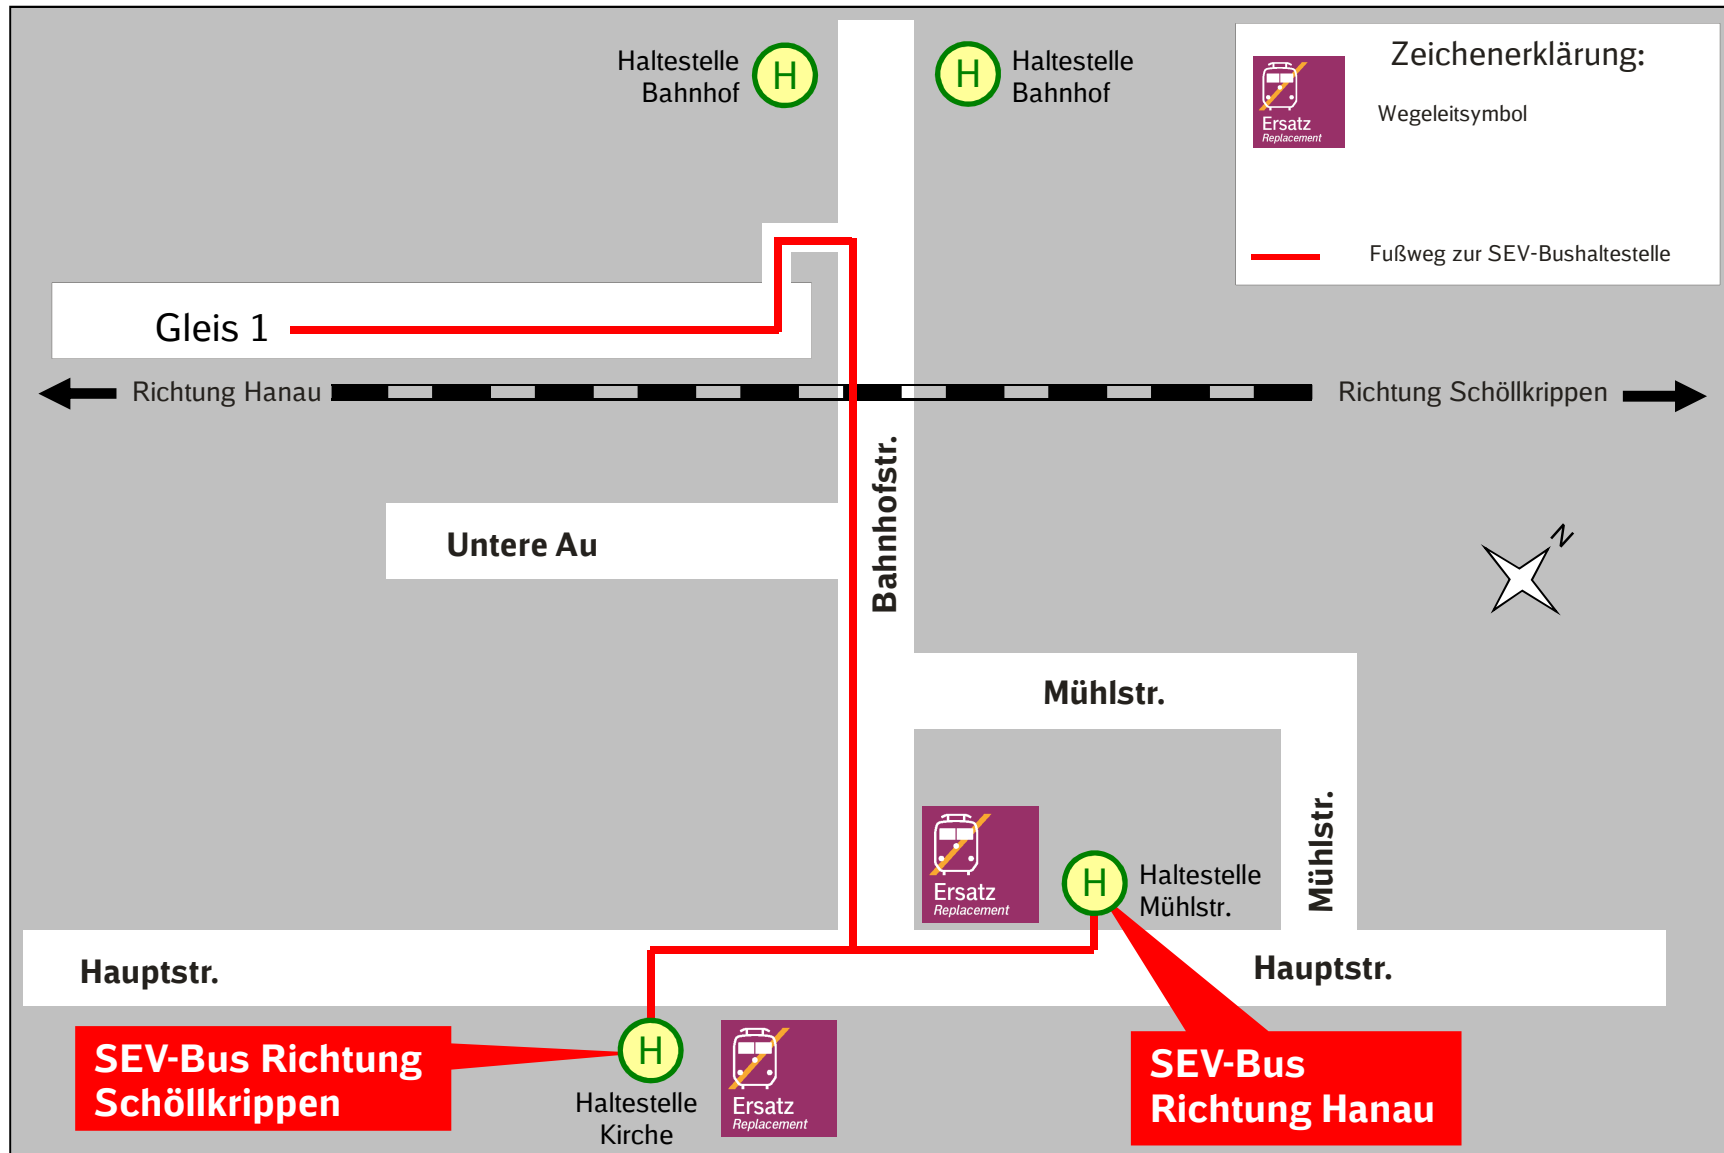 Haltestelle
Bahnhof
H
H
Haltestelle
Bahnhof
Zeichenerklärung:
Ersatz
Replacement
Wegeleitsymbol
Fußweg zur SEV-Bushaltestelle
Gleis 1
Richtung Hanau
Richtung Schöllkrippen
Bahnhofstr.
Untere Au
N
Mühlstr.
Mühlstr.
Ersatz
Replacement
H
Haltestelle
Mühlstr.
Hauptstr.
Hauptstr.
SEV-Bus Richtung
Schöllkrippen
H
Haltestelle
Kirche
Ersatz
Replacement
SEV-Bus
Richtung Hanau